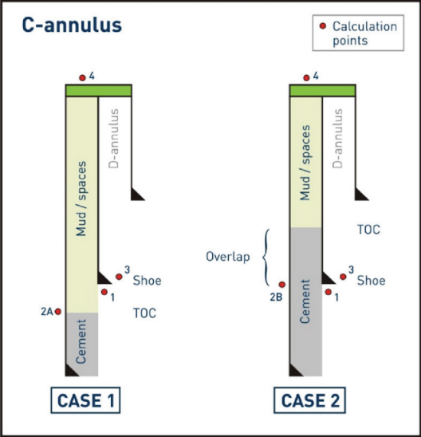 C-annulus
Calculation
points
4
Mud / spaces
D-annulus
3
Shoe
1
2A
TOC
Cement
CASE 1
4
Mud / spaces
D-annulus
TOC
Overlap
3
Shoe
2B
1
Cement
CASE 2